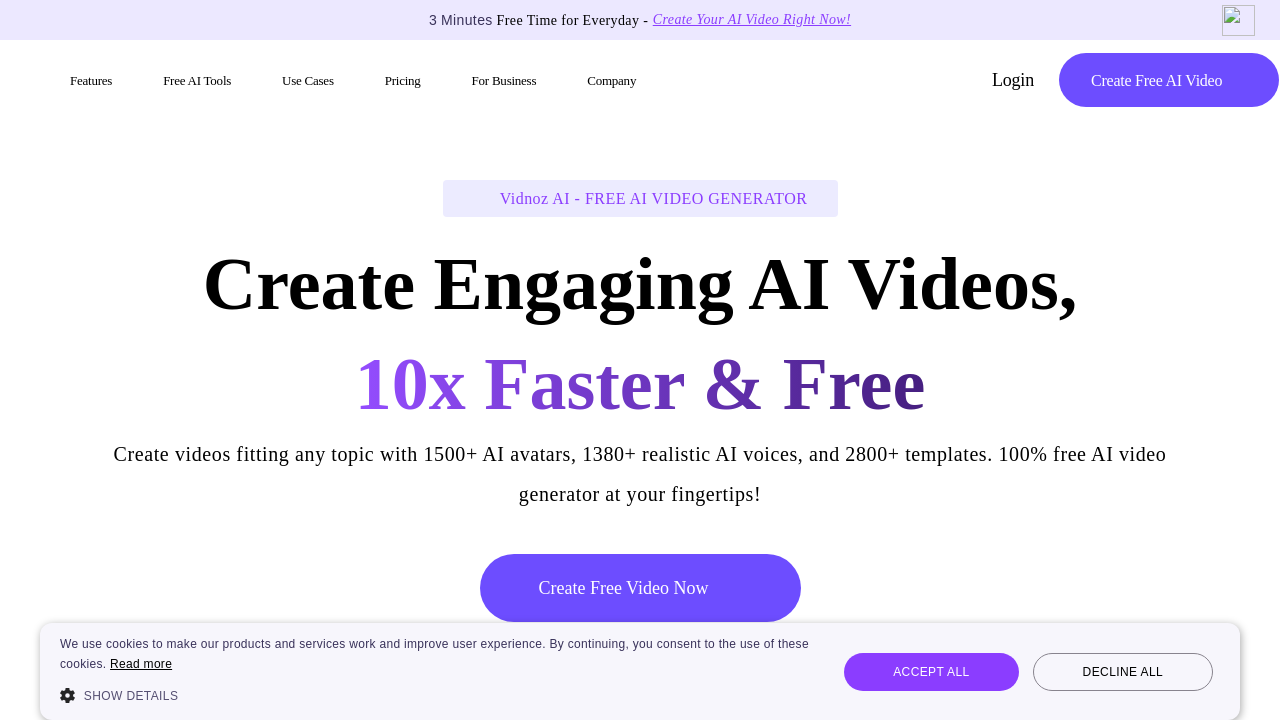 3 Minutes Free Time for Everyday - Create Your AI Video Right Now!
Features Free AI Tools Use Cases Pricing For Business Company Login Create Free AI Video
Vidnoz AI - FREE AI VIDEO GENERATOR
Create Engaging AI Videos,
10x Faster & Free
Create videos fitting any topic with 1500+ AI avatars, 1380+ realistic AI voices, and 2800+ templates. 100% free AI video
generator at your fingertips!
Create Free Video Now
We use cookies to make our products and services work and improve user experience. By continuing, you consent to the use of these
cookies. Read more
SHOW DETAILS
ACCEPT ALL DECLINE ALL